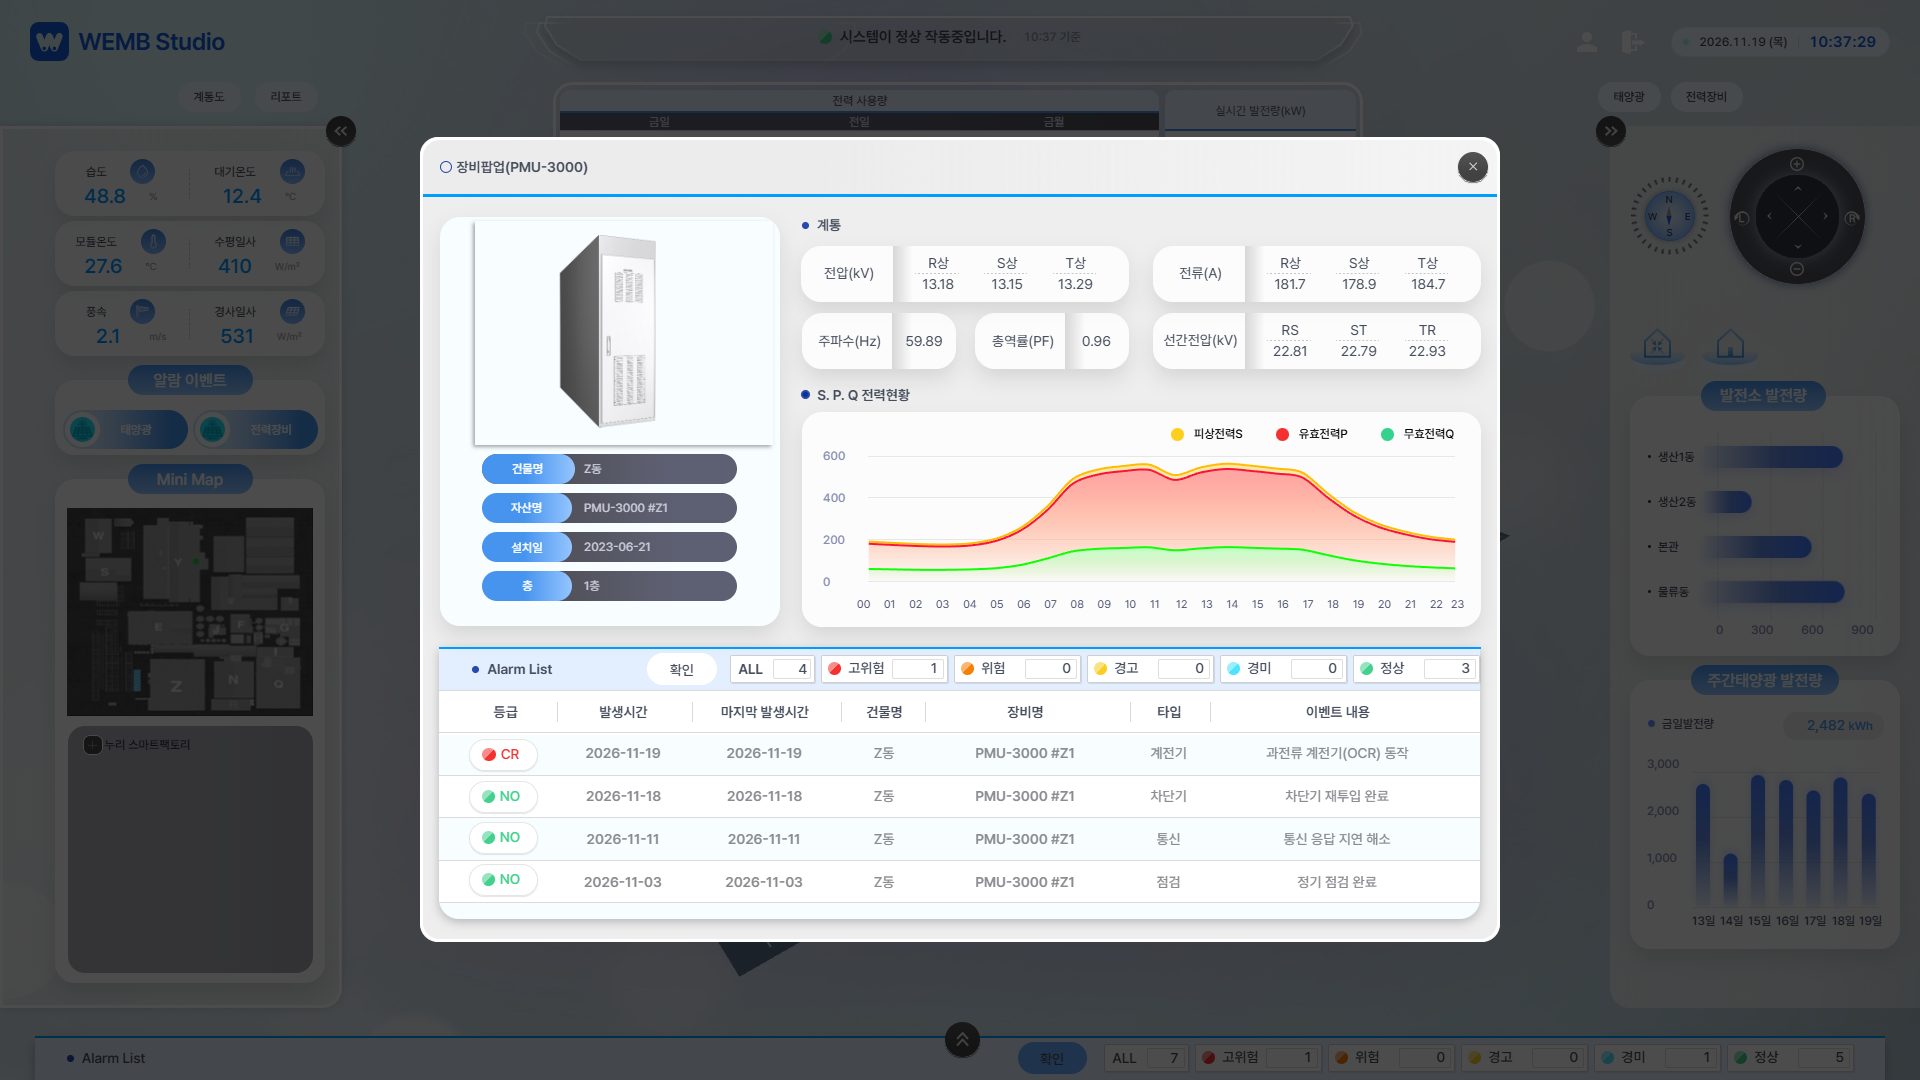 WEMB Studio
시스템이 정상 작동중입니다. 10:37 기준
2026.11.19 (목) 10:37:29
계통도 리포트
태양광 전력장비
전력 사용량
금일 전일 금월
실시간 발전량(kW)
습도 48.8 %
대기온도 12.4 °C
모듈온도 27.6 °C
수평일사 410 W/m²
풍속 2.1 m/s
경사일사 531 W/m²
알람 이벤트
태양광 전력장비
Mini Map
W
S
Y
E
F
Z
N
O
누리 스마트팩토리
장비팝업(PMU-3000)
건물명 Z동
자산명 PMU-3000 #Z1
설치일 2023-06-21
층 1층
계통
전압(kV)
R상 S상 T상
13.18 13.15 13.29
전류(A)
R상 S상 T상
181.7 178.9 184.7
주파수(Hz) 59.89
총역률(PF) 0.96
선간전압(kV)
RS ST TR
22.81 22.79 22.93
S. P. Q 전력현황
피상전력S 유효전력P 무효전력Q
600
400
200
0
00 01 02 03 04 05 06 07 08 09 10 11 12 13 14 15 16 17 18 19 20 21 22 23
Alarm List 확인 ALL 4 고위험 1 위험 0 경고 0 경미 0 정상 3
등급 발생시간 마지막 발생시간 건물명 장비명 타입 이벤트 내용
CR 2026-11-19 2026-11-19 Z동 PMU-3000 #Z1 계전기 과전류 계전기(OCR) 동작
NO 2026-11-18 2026-11-18 Z동 PMU-3000 #Z1 차단기 차단기 재투입 완료
NO 2026-11-11 2026-11-11 Z동 PMU-3000 #Z1 통신 통신 응답 지연 해소
NO 2026-11-03 2026-11-03 Z동 PMU-3000 #Z1 점검 정기 점검 완료
N
W E
S
L R
발전소 발전량
생산1동
생산2동
본관
물류동
0 300 600 900
주간태양광 발전량
금일발전량 2,482 kWh
3,000
2,000
1,000
0
13일 14일 15일 16일 17일 18일 19일
Alarm List 확인 ALL 7 고위험 1 위험 0 경고 0 경미 1 정상 5